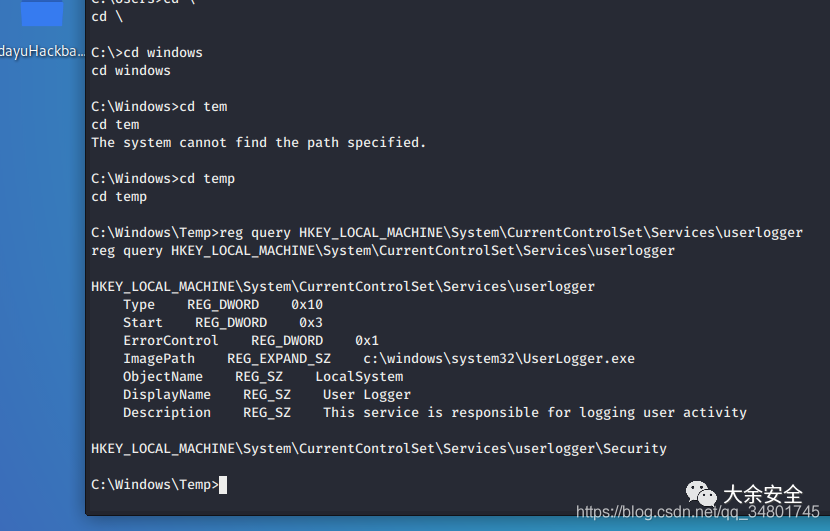 C:\Users>cd \
cd \
dayuHackba...
C:\>cd windows
cd windows
C:\Windows>cd tem
cd tem
The system cannot find the path specified.
C:\Windows>cd temp
cd temp
C:\Windows\Temp>reg query HKEY_LOCAL_MACHINE\System\CurrentControlSet\Services\userlogger
reg query HKEY_LOCAL_MACHINE\System\CurrentControlSet\Services\userlogger
HKEY_LOCAL_MACHINE\System\CurrentControlSet\Services\userlogger
Type    REG_DWORD    0x10
Start    REG_DWORD    0x3
ErrorControl    REG_DWORD    0x1
ImagePath    REG_EXPAND_SZ    c:\windows\system32\UserLogger.exe
ObjectName    REG_SZ    LocalSystem
DisplayName    REG_SZ    User Logger
Description    REG_SZ    This service is responsible for logging user activity
HKEY_LOCAL_MACHINE\System\CurrentControlSet\Services\userlogger\Security
C:\Windows\Temp>
大余安全
https://blog.csdn.net/qq_34801745